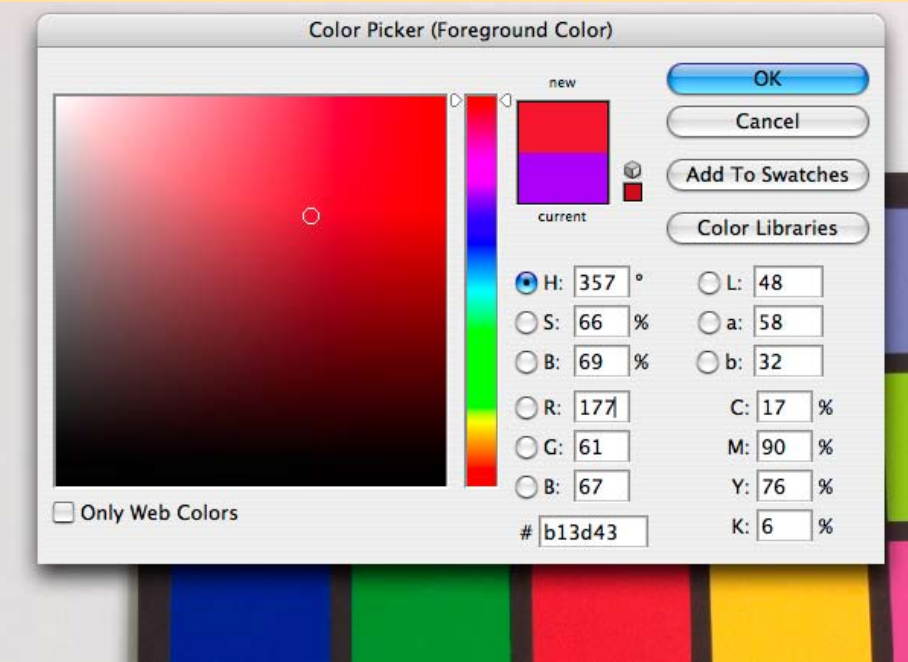 Color Picker (Foreground Color)
new
current
OK
Cancel
Add To Swatches
Color Libraries
H: 357 °
S: 66 %
B: 69 %
R: 177
G: 61
B: 67
# b13d43
L: 48
a: 58
b: 32
C: 17 %
M: 90 %
Y: 76 %
K: 6 %
Only Web Colors